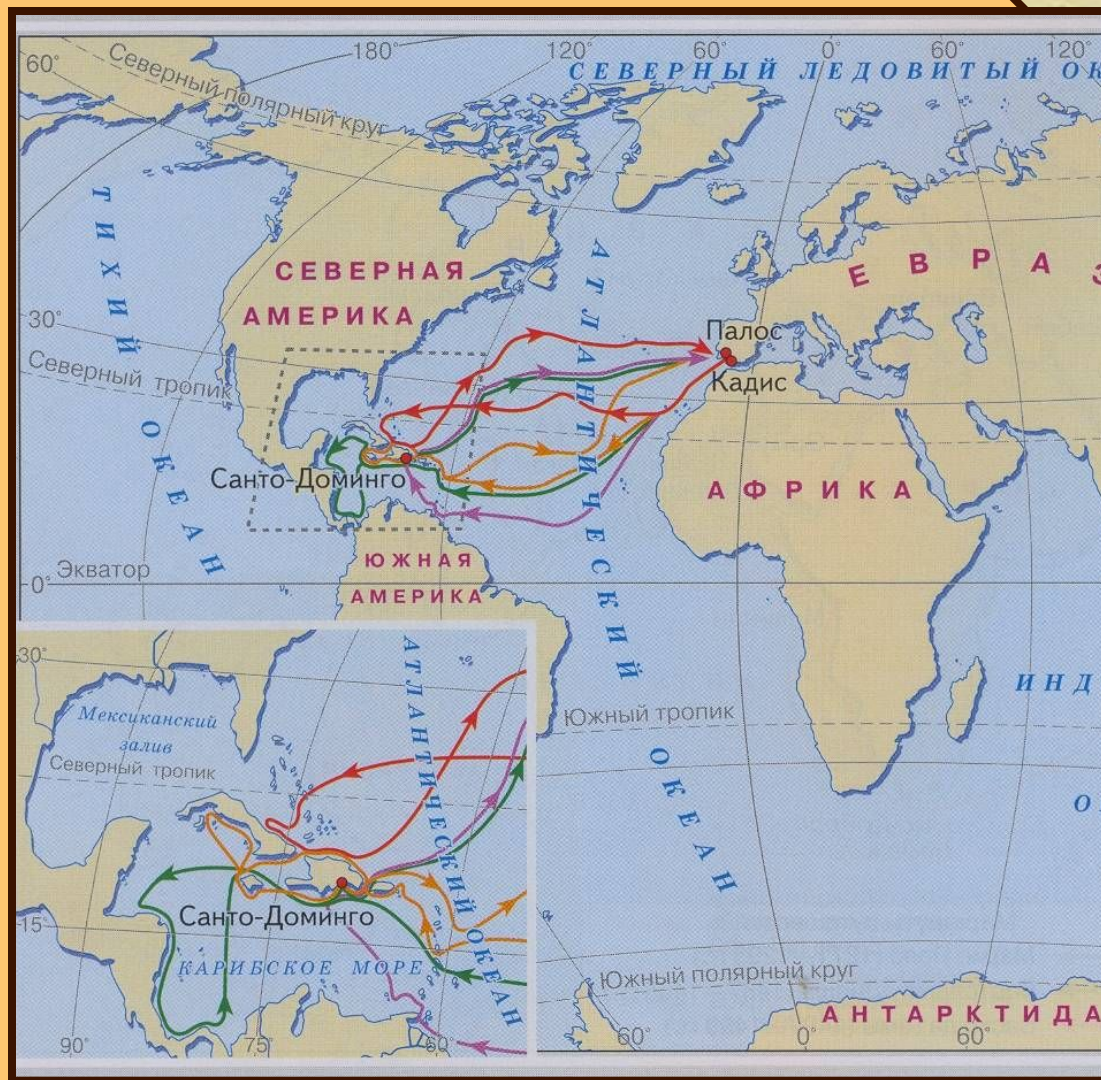 180°
120°
60°
0°
60°
120°
60°
Северный полярный круг
СЕВЕРНЫЙ ЛЕДОВИТЫЙ ОК
ТИХИЙ ОКЕАН
СЕВЕРНАЯ
АМЕРИКА
АТЛАНТИЧЕСКИЙ ОКЕАН
ЕВРАЗ
30°
Северный тропик
Палос
Кадис
Санто-Доминго
АФРИКА
ЮЖНАЯ
АМЕРИКА
0°
Экватор
ИНД
О
Южный тропик
Южный полярный круг
АНТАРКТИДА
60°
0°
60°
30°
Мексиканский
залив
Северный тропик
АТЛАНТИЧЕСКИЙ ОКЕАН
Санто-Доминго
15°
КАРИБСКОЕ МОРЕ
90°
75°
60°